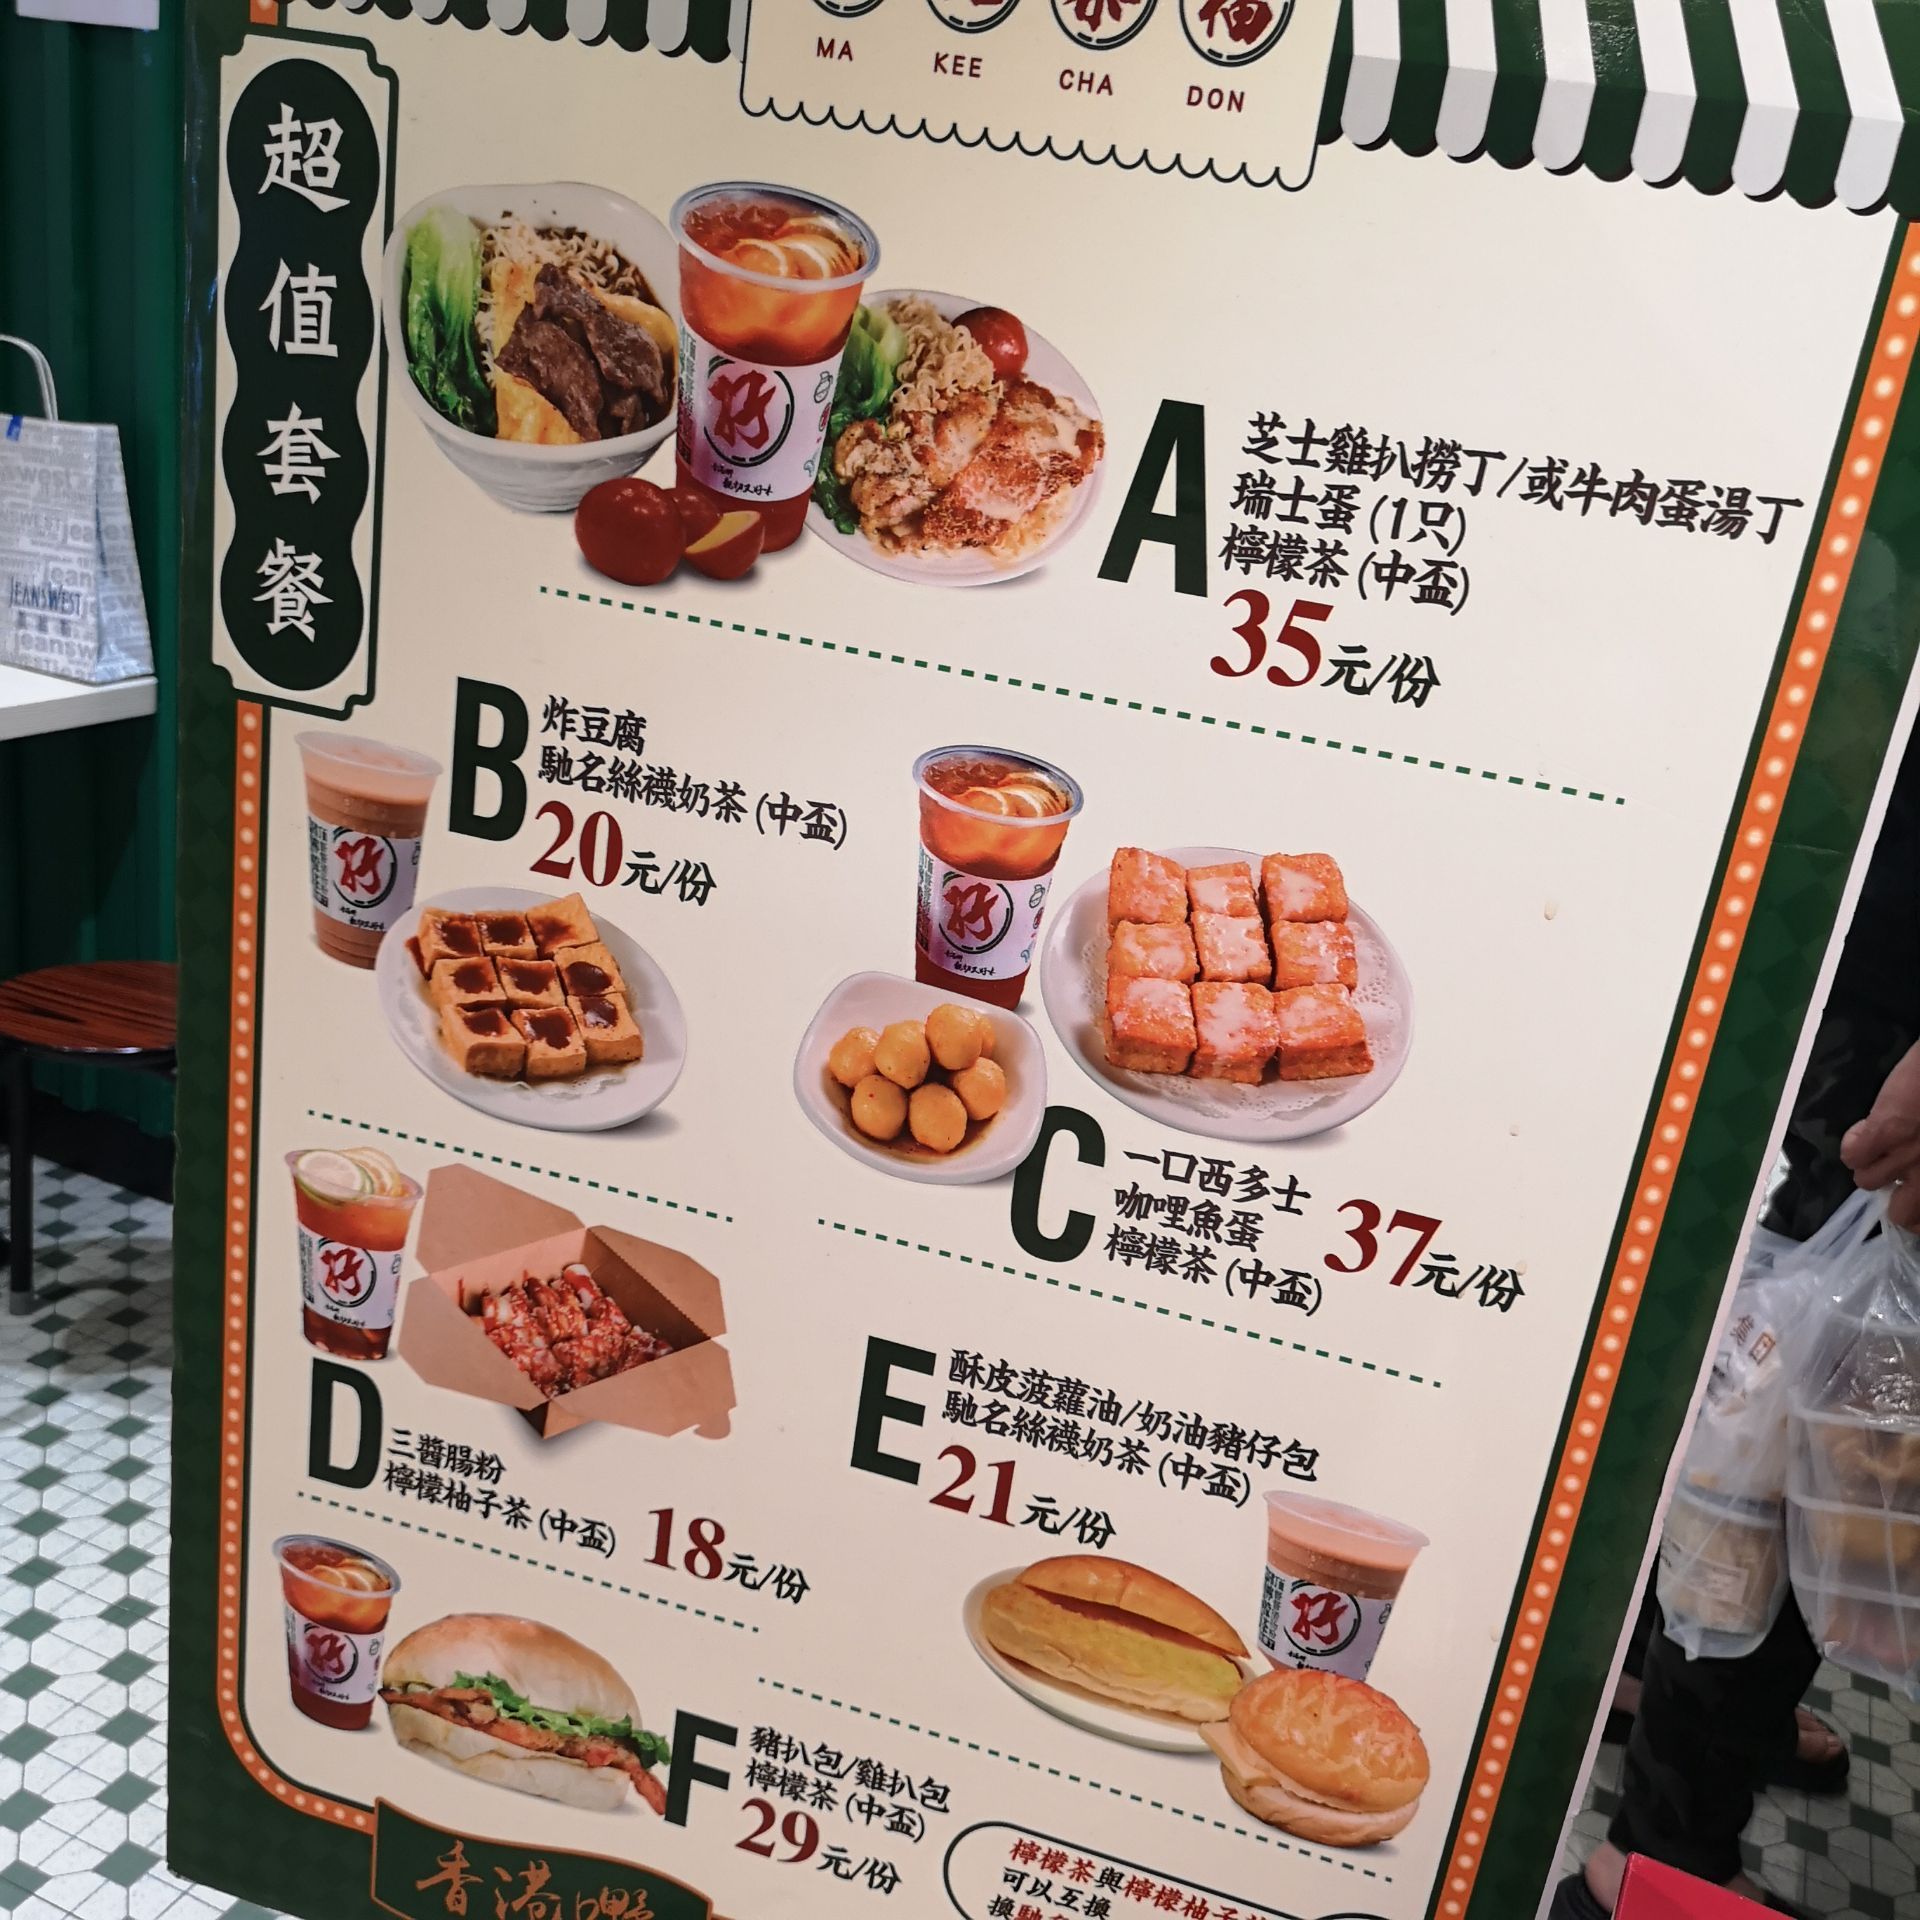 福
MA KEE CHA DON
超值套餐
A
芝士雞扒撈丁/或牛肉蛋湯丁
瑞士蛋(1只)
檸檬茶(中盃)
35元/份
B
炸豆腐
馳名絲襪奶茶(中盃)
20元/份
C
一口西多士
咖哩魚蛋
檸檬茶(中盃)
37元/份
D
三醬腸粉
檸檬柚子茶(中盃)
18元/份
E
酥皮菠蘿油/奶油豬仔包
馳名絲襪奶茶(中盃)
21元/份
F
豬扒包/雞扒包
檸檬茶(中盃)
29元/份
檸檬茶與檸檬柚子
可以互換
換馳
香港
JEANSWEST